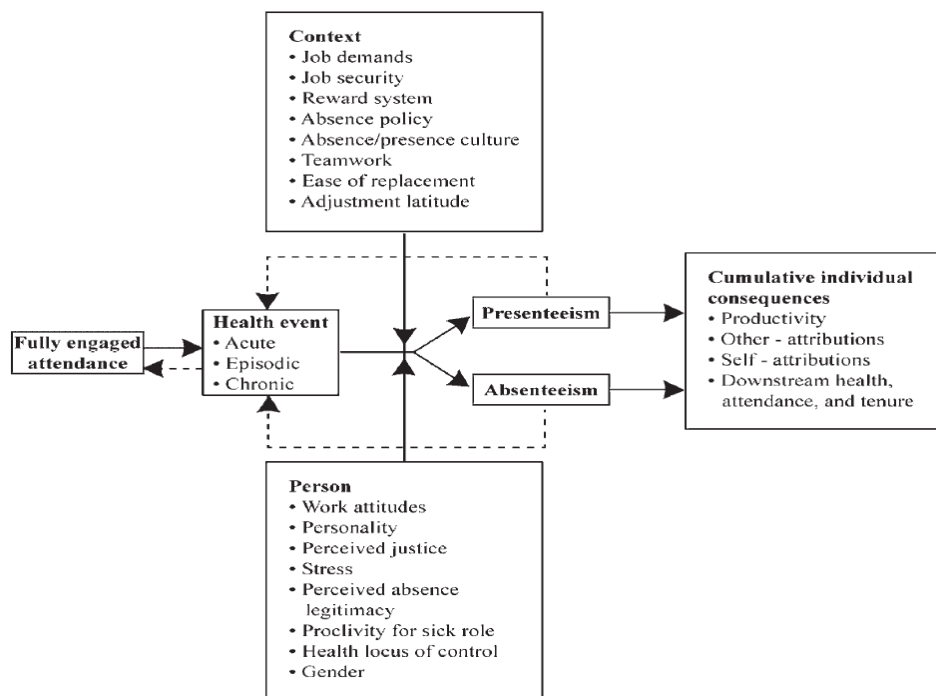 Context
• Job demands
• Job security
• Reward system
• Absence policy
• Absence/presence culture
• Teamwork
• Ease of replacement
• Adjustment latitude
Fully engaged
attendance
Health event
• Acute
• Episodic
• Chronic
Presenteeism
Absenteeism
Cumulative individual
consequences
• Productivity
• Other - attributions
• Self - attributions
• Downstream health,
attendance, and tenure
Person
• Work attitudes
• Personality
• Perceived justice
• Stress
• Perceived absence
legitimacy
• Proclivity for sick role
• Health locus of control
• Gender